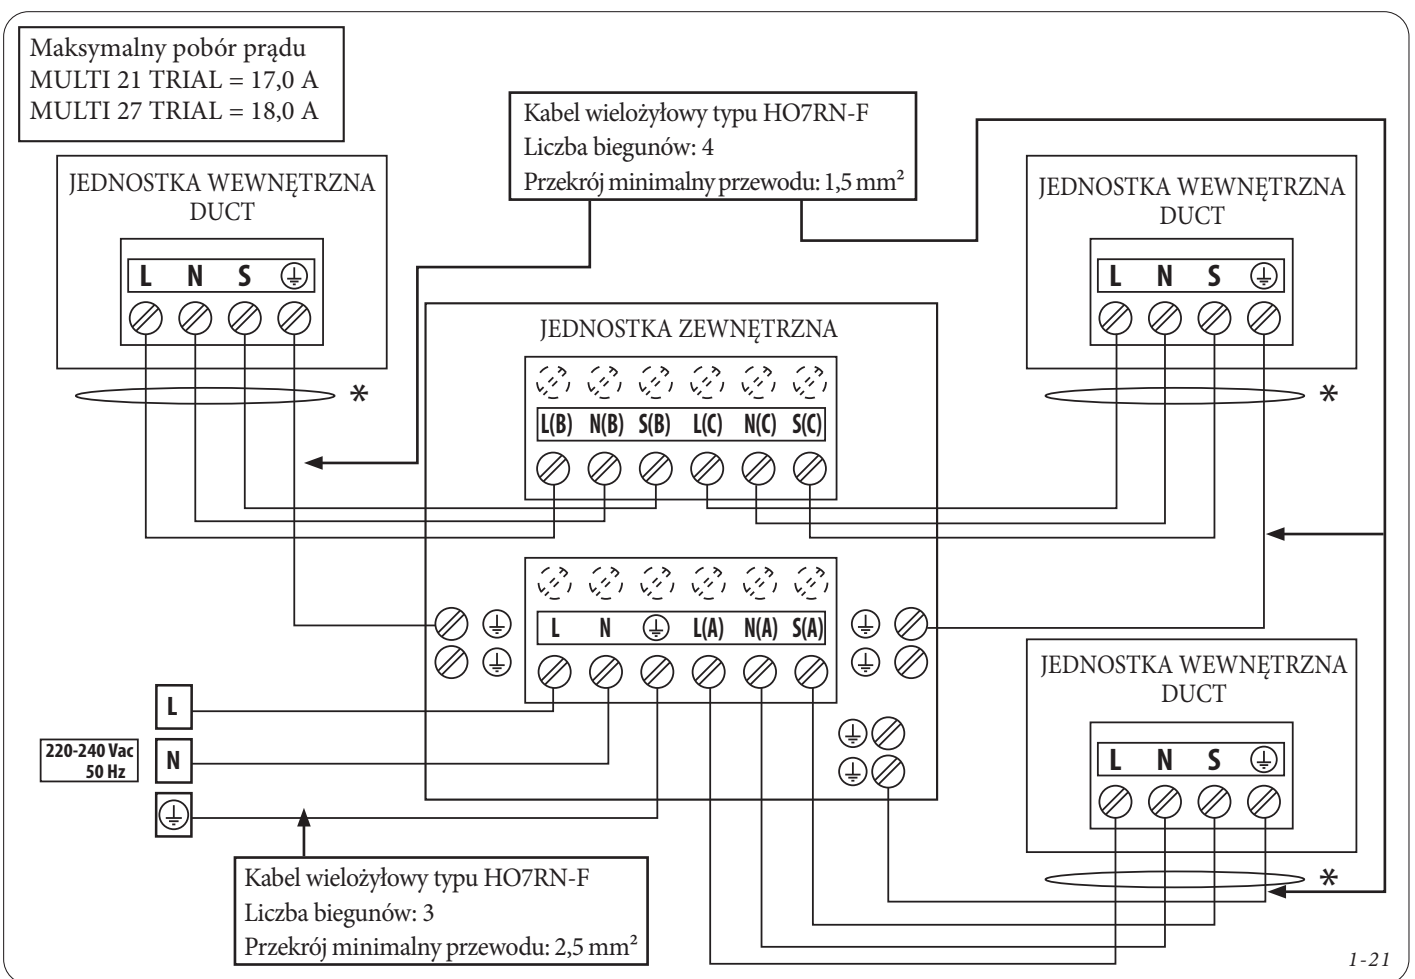 Maksymalny pobór prądu
MULTI 21 TRIAL = 17,0 A
MULTI 27 TRIAL = 18,0 A
Kabel wielożyłowy typu HO7RN-F
Liczba biegunów: 4
Przekrój minimalny przewodu: 1,5 mm²
JEDNOSTKA WEWNĘTRZNA
DUCT
L N S
*
JEDNOSTKA WEWNĘTRZNA
DUCT
L N S
*
JEDNOSTKA ZEWNĘTRZNA
L(B) N(B) S(B) L(C) N(C) S(C)
L N L(A) N(A) S(A)
JEDNOSTKA WEWNĘTRZNA
DUCT
L N S
*
L
220-240 Vac
50 Hz
N
Kabel wielożyłowy typu HO7RN-F
Liczba biegunów: 3
Przekrój minimalny przewodu: 2,5 mm²
1-21